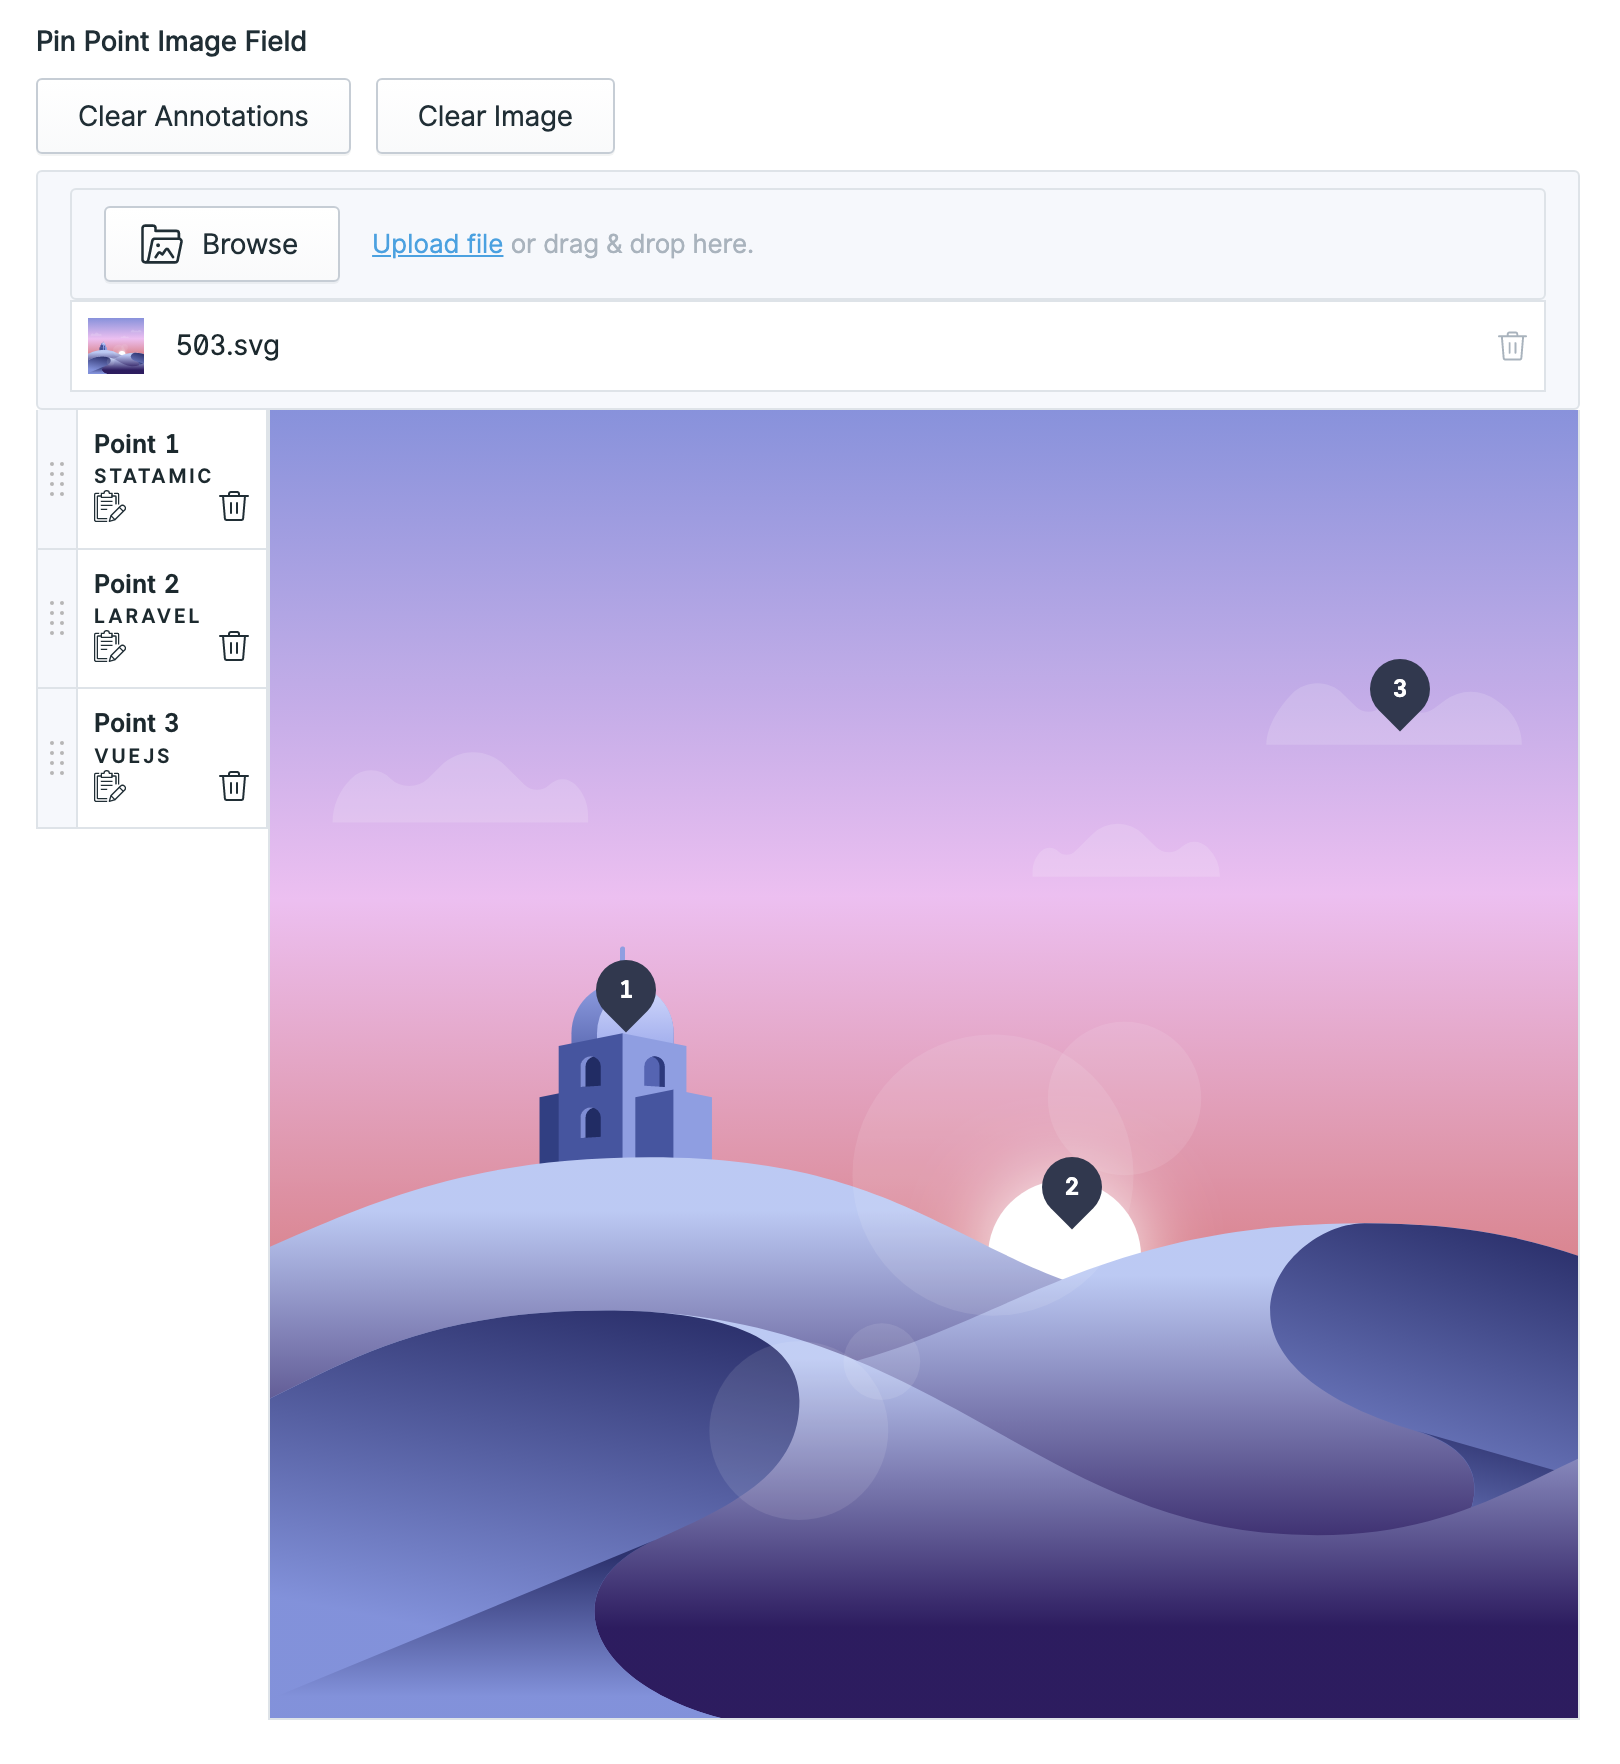 Pin Point Image Field
Clear Annotations
Clear Image
Browse
Upload file or drag & drop here.
503.svg
Point 1
STATAMIC
Point 2
LARAVEL
Point 3
VUEJS
3
1
2